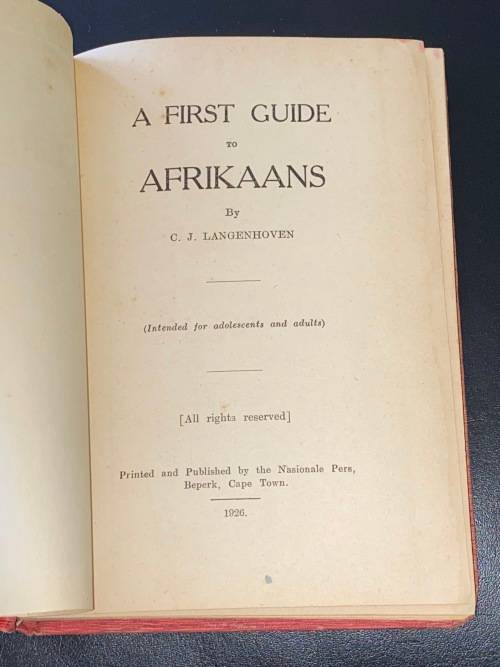 A FIRST GUIDE
TO
AFRIKAANS
By
C. J. LANGENHOVEN
(Intended for adolescents and adults)
[All rights reserved]
Printed and Published by the Nasionale Pers,
Beperk, Cape Town.
1926.